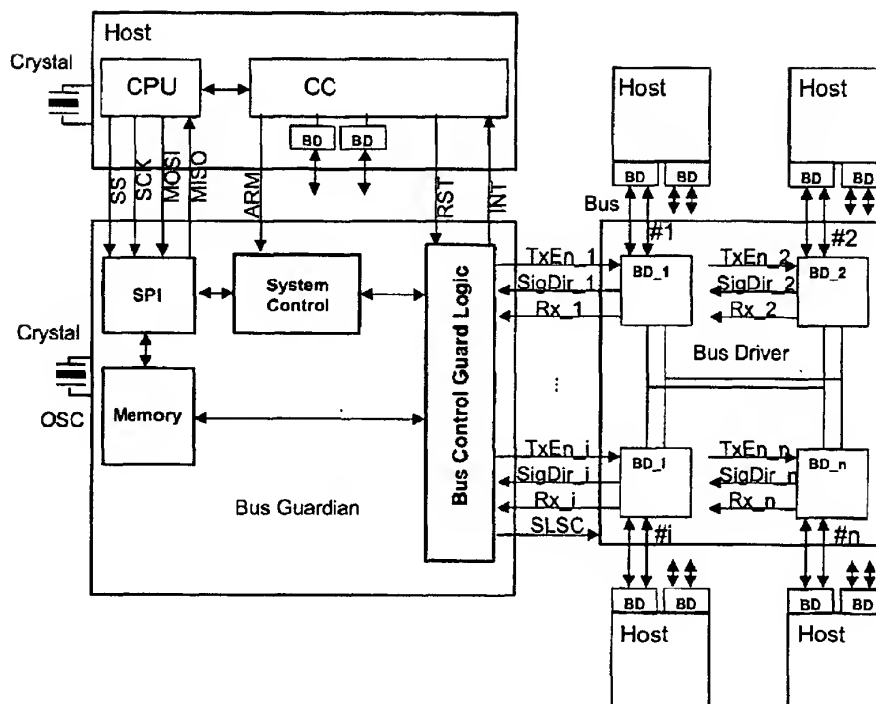 Host
Crystal
CPU
CC
BD
BD
SS
SCK
MOSI
MISO
ARM
RST
INT
SPI
System
Control
Crystal
OSC
Memory
Bus Control Guard Logic
Bus Guardian
Host
Host
BD
BD
BD
BD
Bus
#1
#2
TxEn_1
SigDir_1
Rx_1
BD_1
TxEn_2
SigDir_2
Rx_2
BD_2
Bus Driver
...
TxEn_i
SigDir_i
Rx_i
SLSC
BD_i
TxEn_n
SigDir_n
Rx_n
BD_n
#i
#n
BD
BD
BD
BD
Host
Host